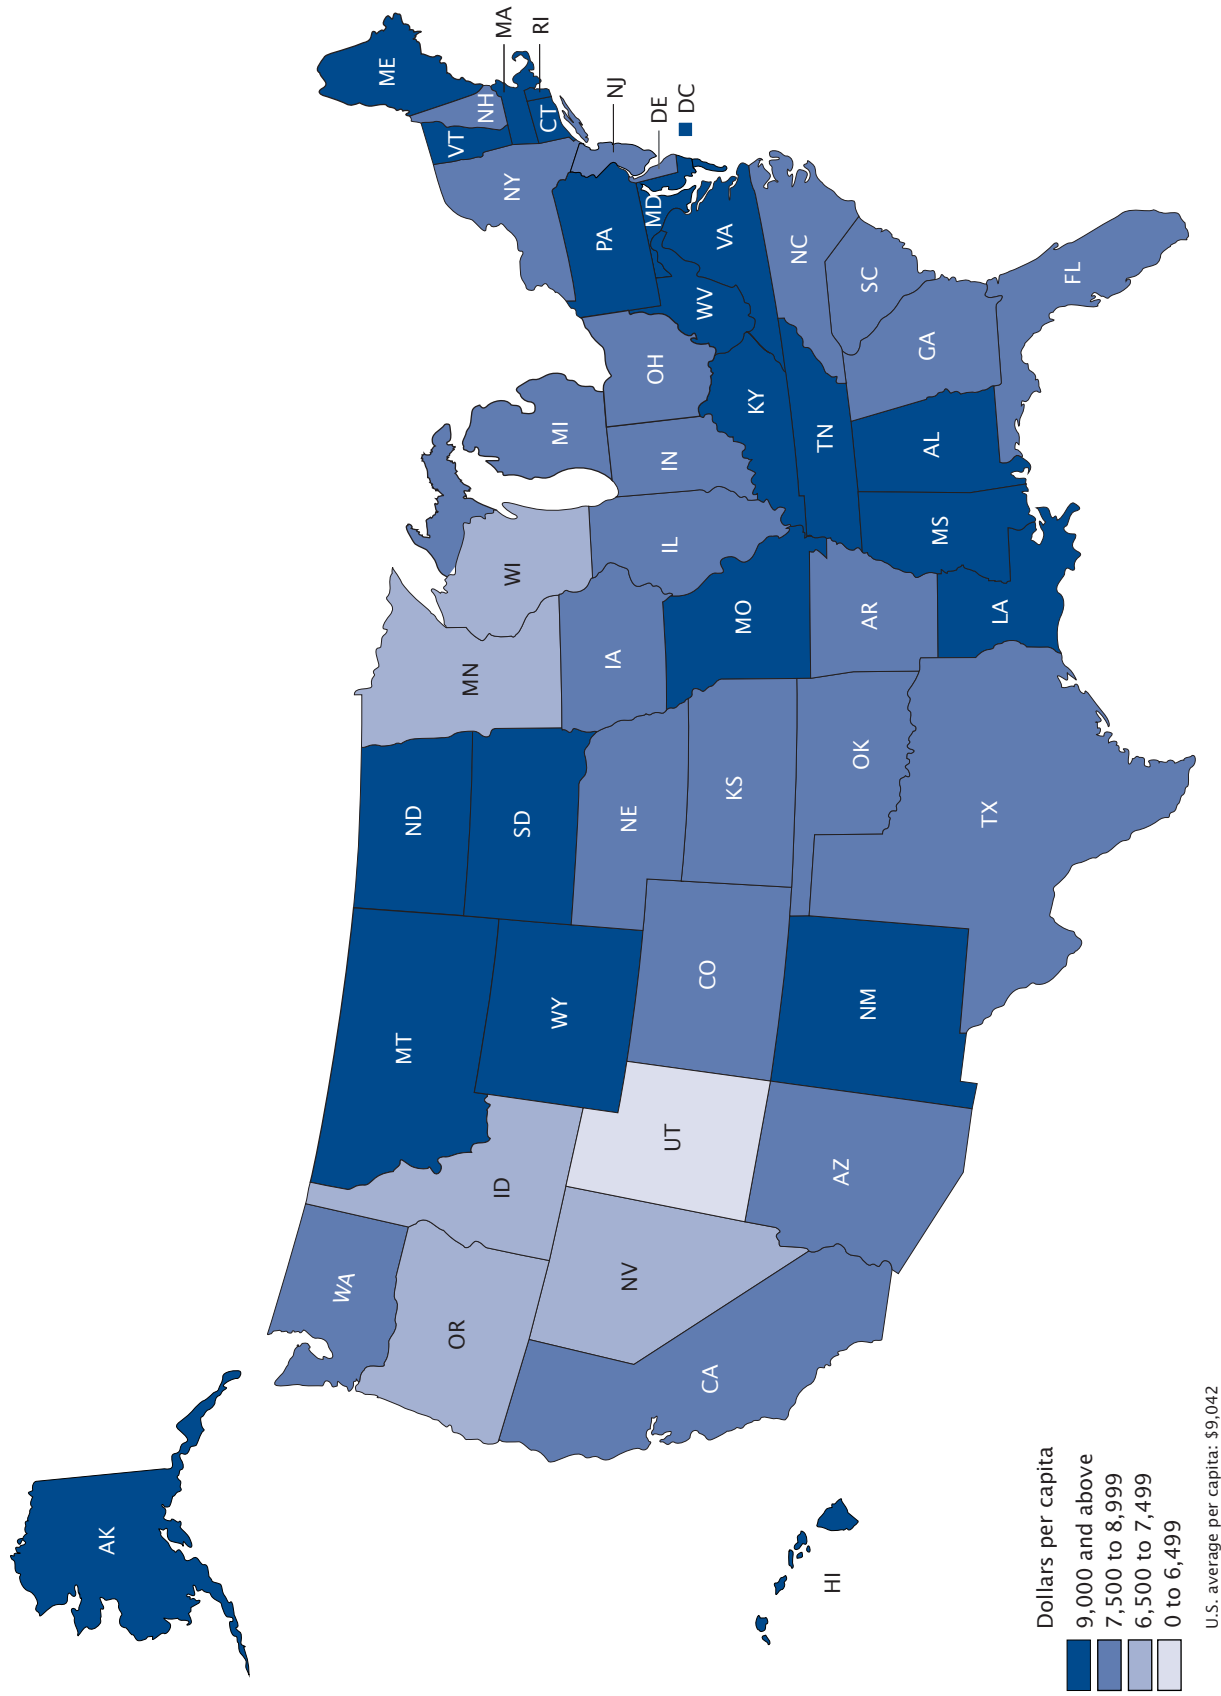 AK
HI
WA
OR
CA
NV
ID
UT
AZ
MT
WY
CO
NM
ND
SD
NE
KS
OK
TX
MN
IA
MO
AR
LA
WI
IL
MS
MI
IN
KY
TN
AL
OH
WV
GA
FL
PA
MD
VA
NC
SC
NY
VT
NH
ME
MA
RI
CT
NJ
DE
DC
Dollars per capita
9,000 and above
7,500 to 8,999
6,500 to 7,499
0 to 6,499
U.S. average per capita: $9,042